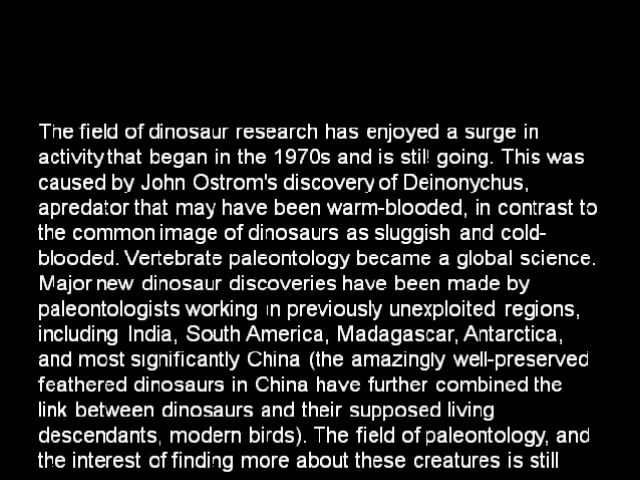 The field of dinosaur research has enjoyed a surge in
activity that began in the 1970s and is still going. This was
caused by John Ostrom's discovery of Deinonychus,
apredator that may have been warm-blooded, in contrast to
the common image of dinosaurs as sluggish and cold-
blooded. Vertebrate paleontology became a global science.
Major new dinosaur discoveries have been made by
paleontologists working in previously unexploited regions,
including India, South America, Madagascar, Antarctica,
and most significantly China (the amazingly well-preserved
feathered dinosaurs in China have further combined the
link between dinosaurs and their supposed living
descendants, modern birds). The field of paleontology, and
the interest of finding more about these creatures is still